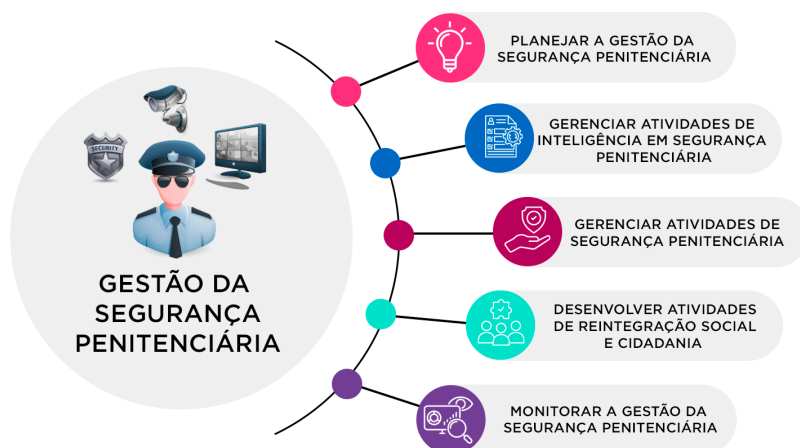 SECURITY
GESTÃO DA
SEGURANÇA
PENITENCIÁRIA
PLANEJAR A GESTÃO DA
SEGURANÇA PENITENCIÁRIA
GERENCIAR ATIVIDADES DE
INTELIGÊNCIA EM SEGURANÇA
PENITENCIÁRIA
GERENCIAR ATIVIDADES DE
SEGURANÇA PENITENCIÁRIA
DESENVOLVER ATIVIDADES
DE REINTEGRAÇÃO SOCIAL
E CIDADANIA
MONITORAR A GESTÃO DA
SEGURANÇA PENITENCIÁRIA